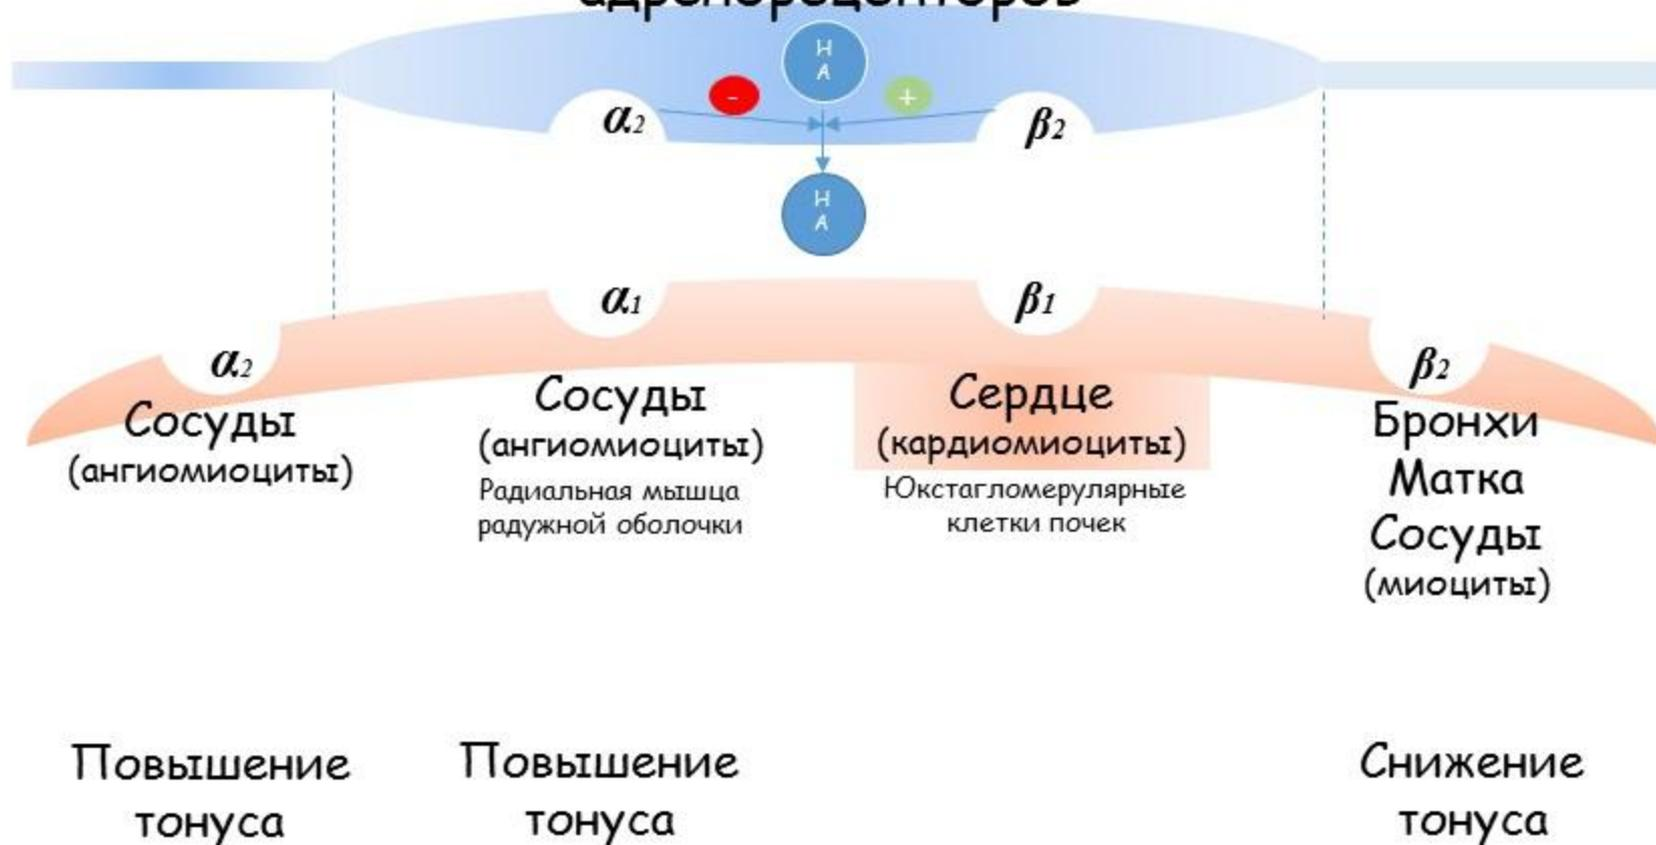 адренорецепторов
Н
А
-
+
α2
β2
Н
А
α1
β1
α2
β2
Сосуды
(ангиомиоциты)
Сосуды
(ангиомиоциты)
Радиальная мышца
радужной оболочки
Сердце
(кардиомиоциты)
Юкстагломерулярные
клетки почек
Бронхи
Матка
Сосуды
(миоциты)
Повышение
тонуса
Повышение
тонуса
Снижение
тонуса